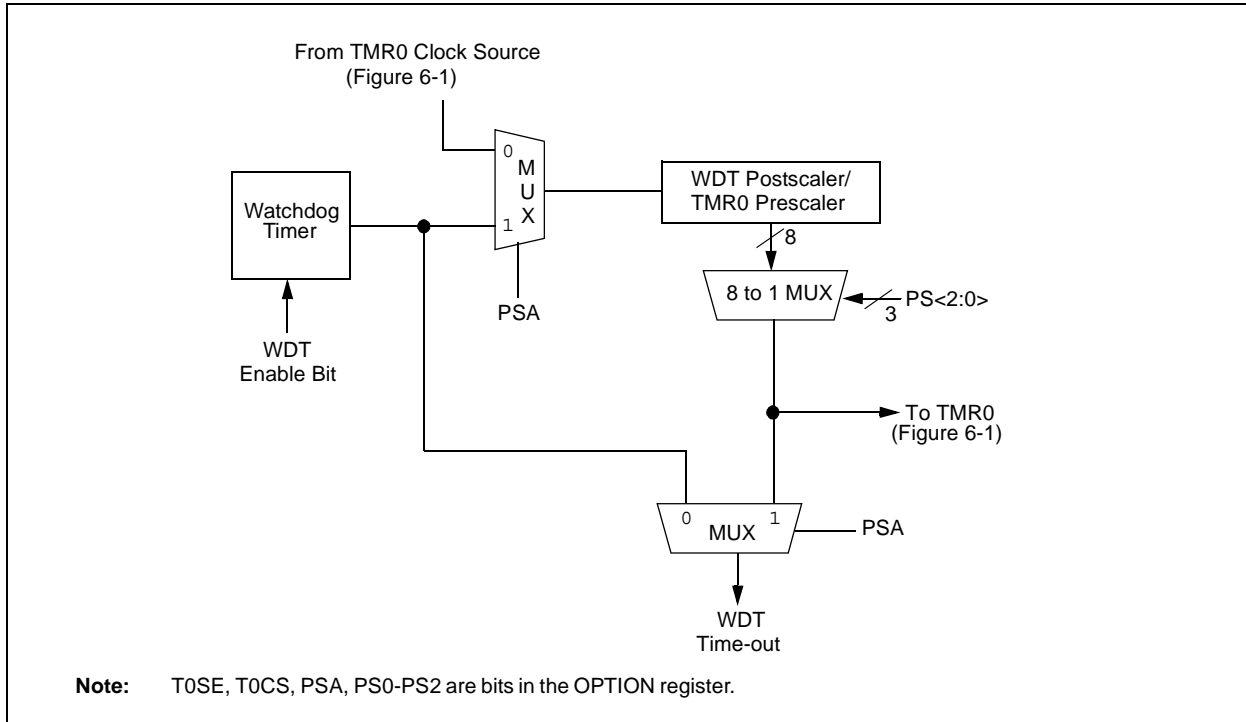 From TMR0 Clock Source
(Figure 6-1)
0
M
U
X
1
PSA
Watchdog
Timer
WDT
Enable Bit
WDT Postscaler/
TMR0 Prescaler
8
8 to 1 MUX
PS<2:0>
3
To TMR0
(Figure 6-1)
0
1
MUX
PSA
WDT
Time-out
Note: T0SE, T0CS, PSA, PS0-PS2 are bits in the OPTION register.